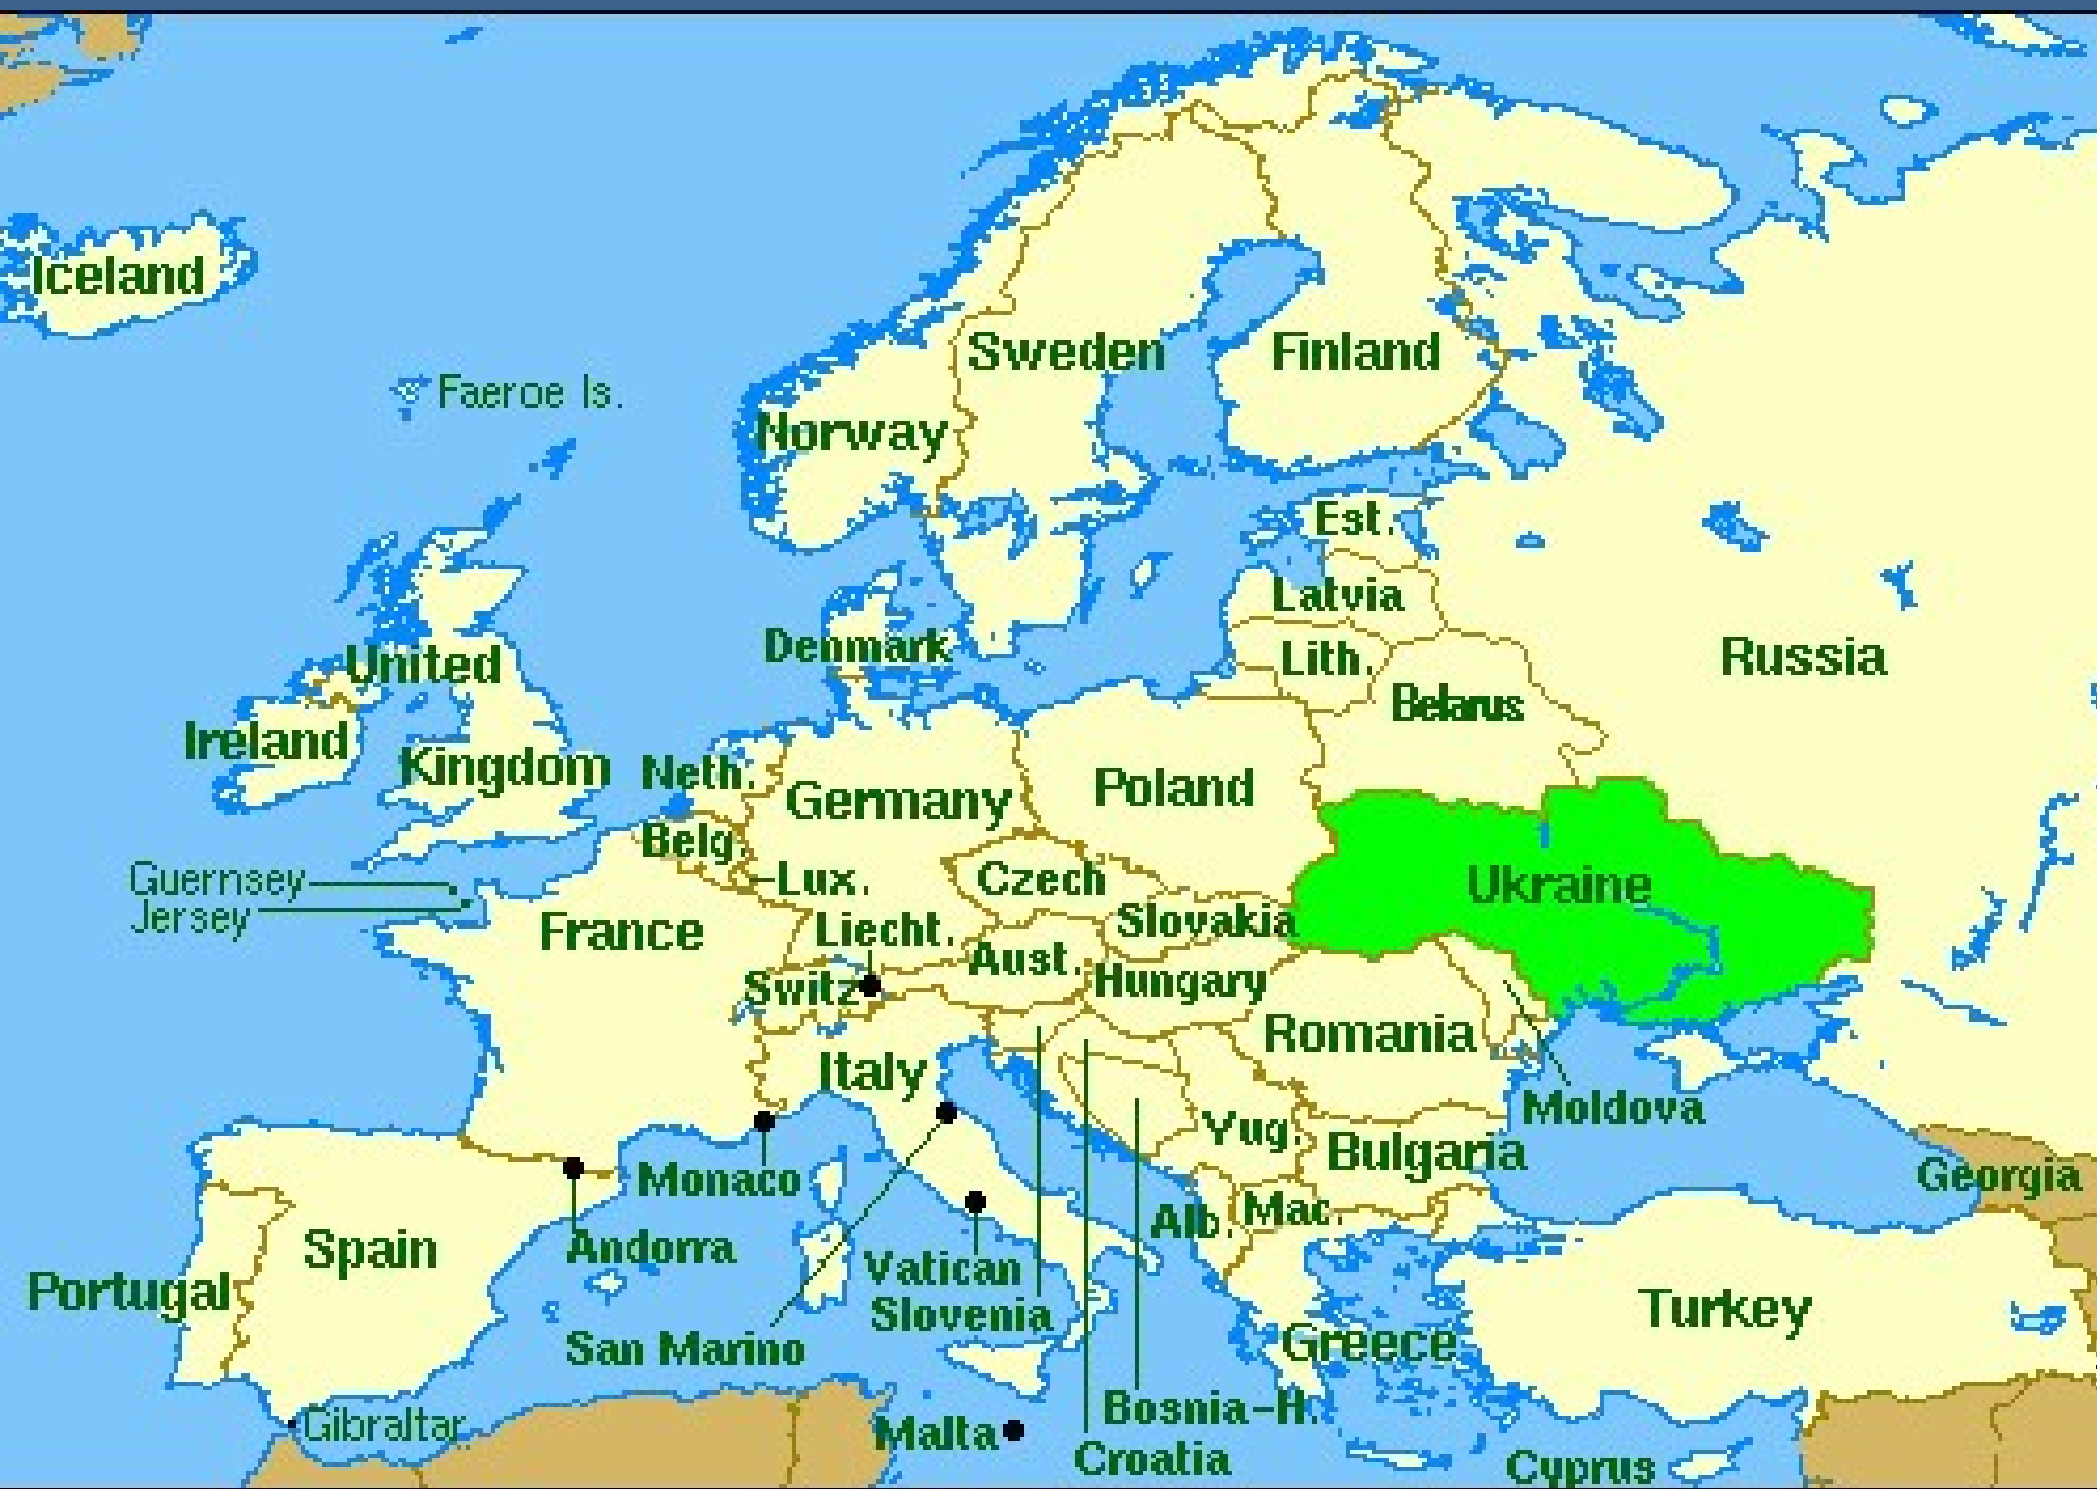 Iceland
Faeroe Is.
Sweden
Finland
Norway
Est.
Latvia
Denmark
Lith.
Russia
United
Belarus
Ireland
Kingdom
Neth.
Germany
Poland
Belg.
Guernsey
Lux.
Czech
Ukraine
Jersey
France
Liecht.
Slovakia
Aust.
Switz
Hungary
Romania
Italy
Moldova
Yug.
Bulgaria
Monaco
Georgia
Alb.
Mac.
Spain
Andorra
Vatican
Portugal
Slovenia
Turkey
San Marino
Greece
Bosnia-H.
Gibraltar
Malta
Croatia
Cyprus